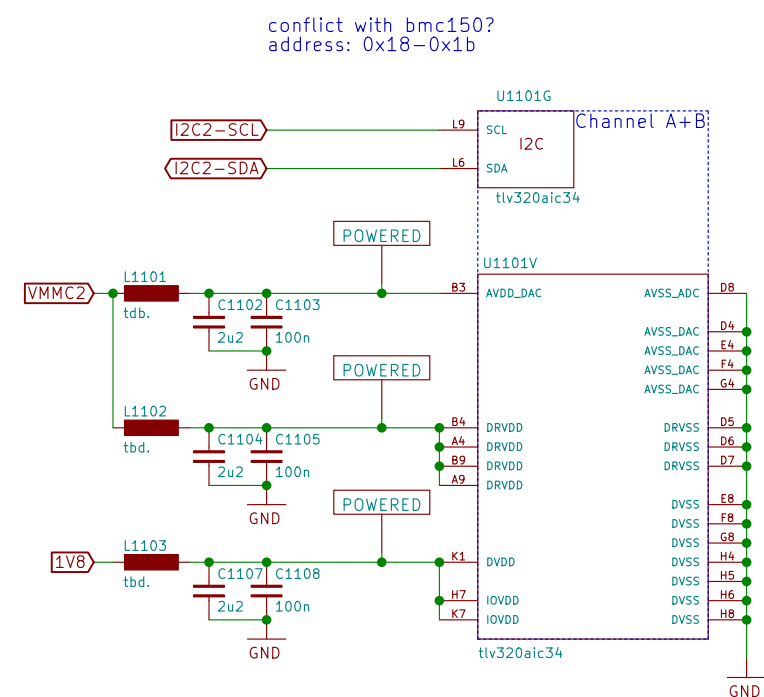 conflict with bmc150?
address: 0x18-0x1b
U1101G
Channel A+B
I2C2-SCL
L9
SCL
I2C
I2C2-SDA
L6
SDA
tlv320aic34
POWERED
U1101V
L1101
VMMC2
B3
AVDD_DAC
AVSS_ADC
D8
C1102
C1103
tdb.
2u2
100n
AVSS_DAC
D4
AVSS_DAC
E4
AVSS_DAC
F4
AVSS_DAC
G4
GND
POWERED
L1102
B4
DRVDD
DRVSS
D5
C1104
C1105
tbd.
A4
DRVDD
DRVSS
D6
2u2
100n
B9
DRVDD
DRVSS
D7
A9
DRVDD
GND
POWERED
DVSS
E8
DVSS
F8
DVSS
G8
L1103
1V8
K1
DVDD
DVSS
H4
C1107
C1108
tbd.
DVSS
H5
2u2
100n
H7
IOVDD
DVSS
H6
K7
IOVDD
DVSS
H8
GND
tlv320aic34
GND